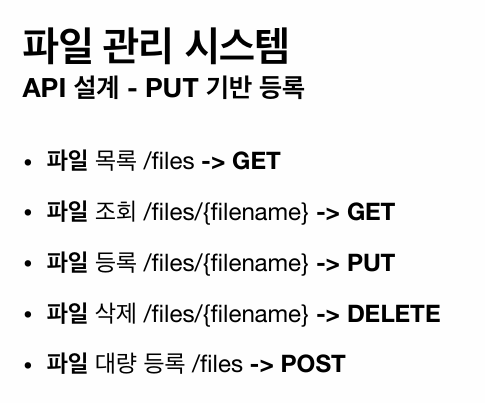 파일 관리 시스템
API 설계 - PUT 기반 등록
• 파일 목록 /files -> GET
• 파일 조회 /files/{filename} -> GET
• 파일 등록 /files/{filename} -> PUT
• 파일 삭제 /files/{filename} -> DELETE
• 파일 대량 등록 /files -> POST